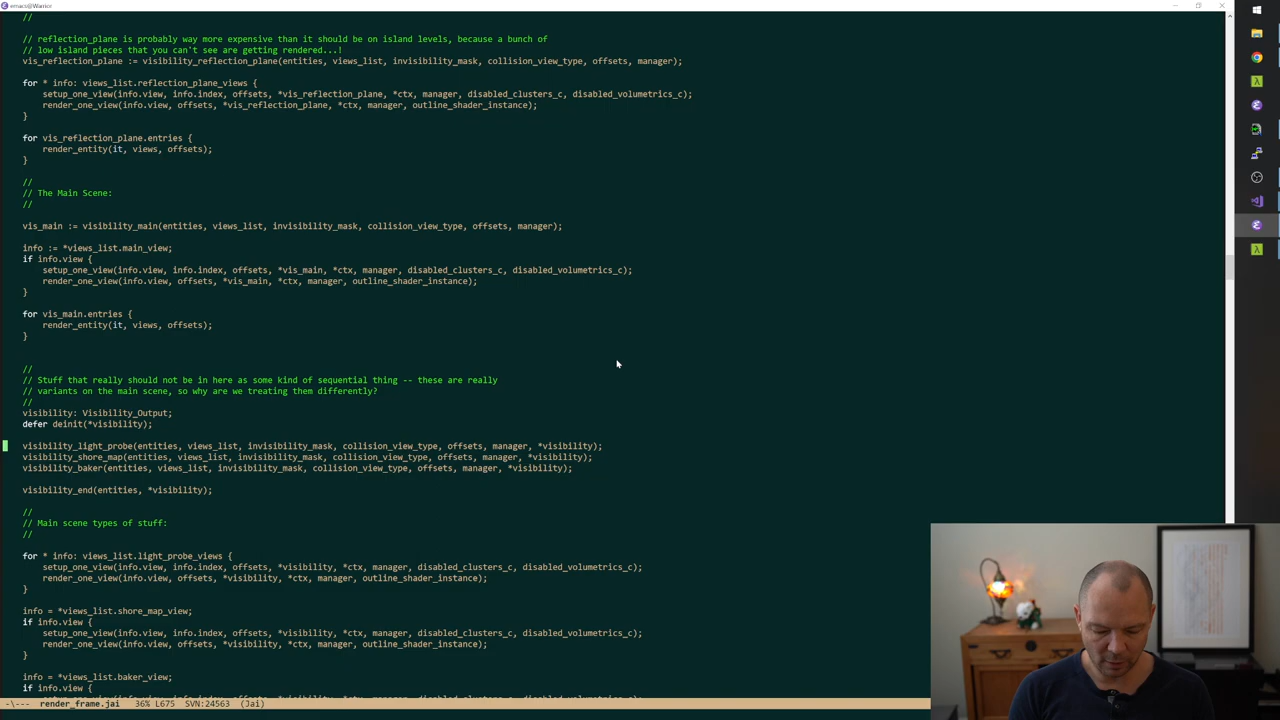 emacs@Warrior
//
// reflection_plane is probably way more expensive than it should be on island levels, because a bunch of
// low island pieces that you can't see are getting rendered...!
vis_reflection_plane := visibility_reflection_plane(entities, views_list, invisibility_mask, collision_view_type, offsets, manager);
for * info: views_list.reflection_plane_views {
setup_one_view(info.view, info.index, offsets, *vis_reflection_plane, *ctx, manager, disabled_clusters_c, disabled_volumetrics_c);
render_one_view(info.view, offsets, *vis_reflection_plane, *ctx, manager, outline_shader_instance);
}
for vis_reflection_plane.entries {
render_entity(it, views, offsets);
}
//
// The Main Scene:
//
vis_main := visibility_main(entities, views_list, invisibility_mask, collision_view_type, offsets, manager);
info := *views_list.main_view;
if info.view {
setup_one_view(info.view, info.index, offsets, *vis_main, *ctx, manager, disabled_clusters_c, disabled_volumetrics_c);
render_one_view(info.view, offsets, *vis_main, *ctx, manager, outline_shader_instance);
}
for vis_main.entries {
render_entity(it, views, offsets);
}
//
// Stuff that really should not be in here as some kind of sequential thing -- these are really
// variants on the main scene, so why are we treating them differently?
//
visibility: Visibility_Output;
defer deinit(*visibility);
visibility_light_probe(entities, views_list, invisibility_mask, collision_view_type, offsets, manager, *visibility);
visibility_shore_map(entities, views_list, invisibility_mask, collision_view_type, offsets, manager, *visibility);
visibility_baker(entities, views_list, invisibility_mask, collision_view_type, offsets, manager, *visibility);
visibility_end(entities, *visibility);
//
// Main scene types of stuff:
//
for * info: views_list.light_probe_views {
setup_one_view(info.view, info.index, offsets, *visibility, *ctx, manager, disabled_clusters_c, disabled_volumetrics_c);
render_one_view(info.view, offsets, *visibility, *ctx, manager, outline_shader_instance);
}
info = *views_list.shore_map_view;
if info.view {
setup_one_view(info.view, info.index, offsets, *visibility, *ctx, manager, disabled_clusters_c, disabled_volumetrics_c);
render_one_view(info.view, offsets, *visibility, *ctx, manager, outline_shader_instance);
}
info = *views_list.baker_view;
if info.view {
-\--- render_frame.jai 36% L675 SVN:24563 (Jai)